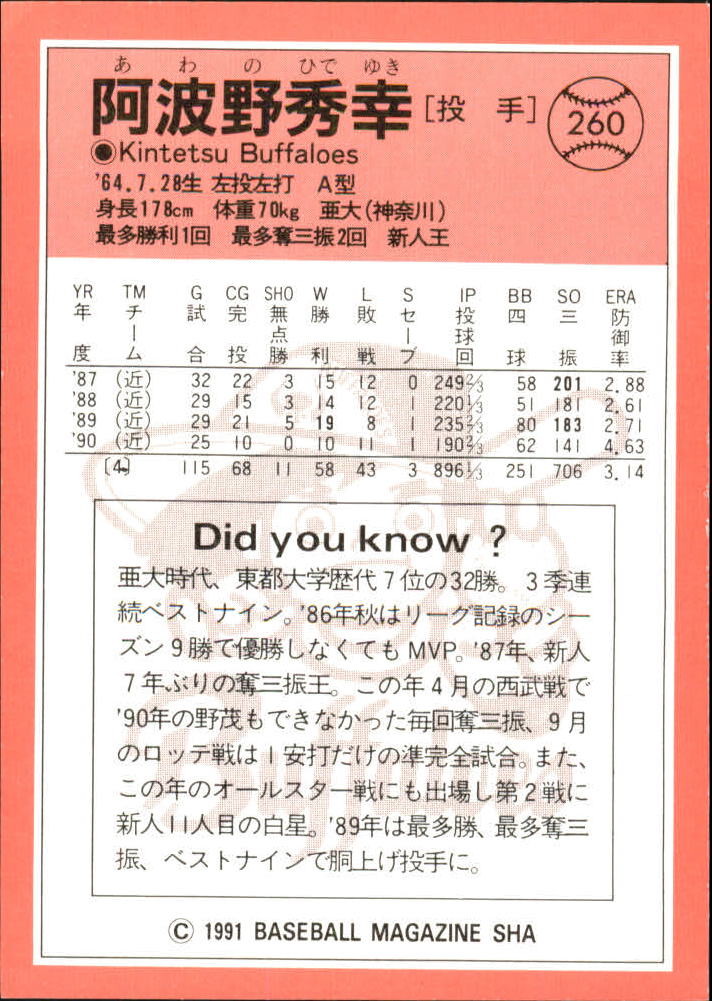 あわのひでゆき
阿波野秀幸[投 手] 260
◉Kintetsu Buffaloes
'64.7.28生 左投左打 A型
身長178cm 体重70kg 亜大(神奈川)
最多勝利1回 最多奪三振2回 新人王
YR TM G CG SHO W L S IP BB SO ERA
年度 チーム 試合 完投 無点勝 勝利 敗戦 セーブ 投球回 四球 三振 防御率
'87 (近) 32 22 3 15 12 0 249⅔ 58 201 2.88
'88 (近) 29 15 3 14 12 1 220⅓ 51 181 2.61
'89 (近) 29 21 5 19 8 1 235⅔ 80 183 2.71
'90 (近) 25 10 0 10 11 1 190⅔ 62 141 4.63
[4] 115 68 11 58 43 3 896⅓ 251 706 3.14
Did you know ?
亜大時代、東都大学歴代7位の32勝。3季連
続ベストナイン。'86年秋はリーグ記録のシー
ズン9勝で優勝しなくてもMVP。'87年、新人
7年ぶりの奪三振王。この年4月の西武戦で
'90年の野茂もできなかった毎回奪三振、9月
のロッテ戦は1安打だけの準完全試合。また、
この年のオールスター戦にも出場し第2戦に
新人11人目の白星。'89年は最多勝、最多奪三
振、ベストナインで胴上げ投手に。
© 1991 BASEBALL MAGAZINE SHA